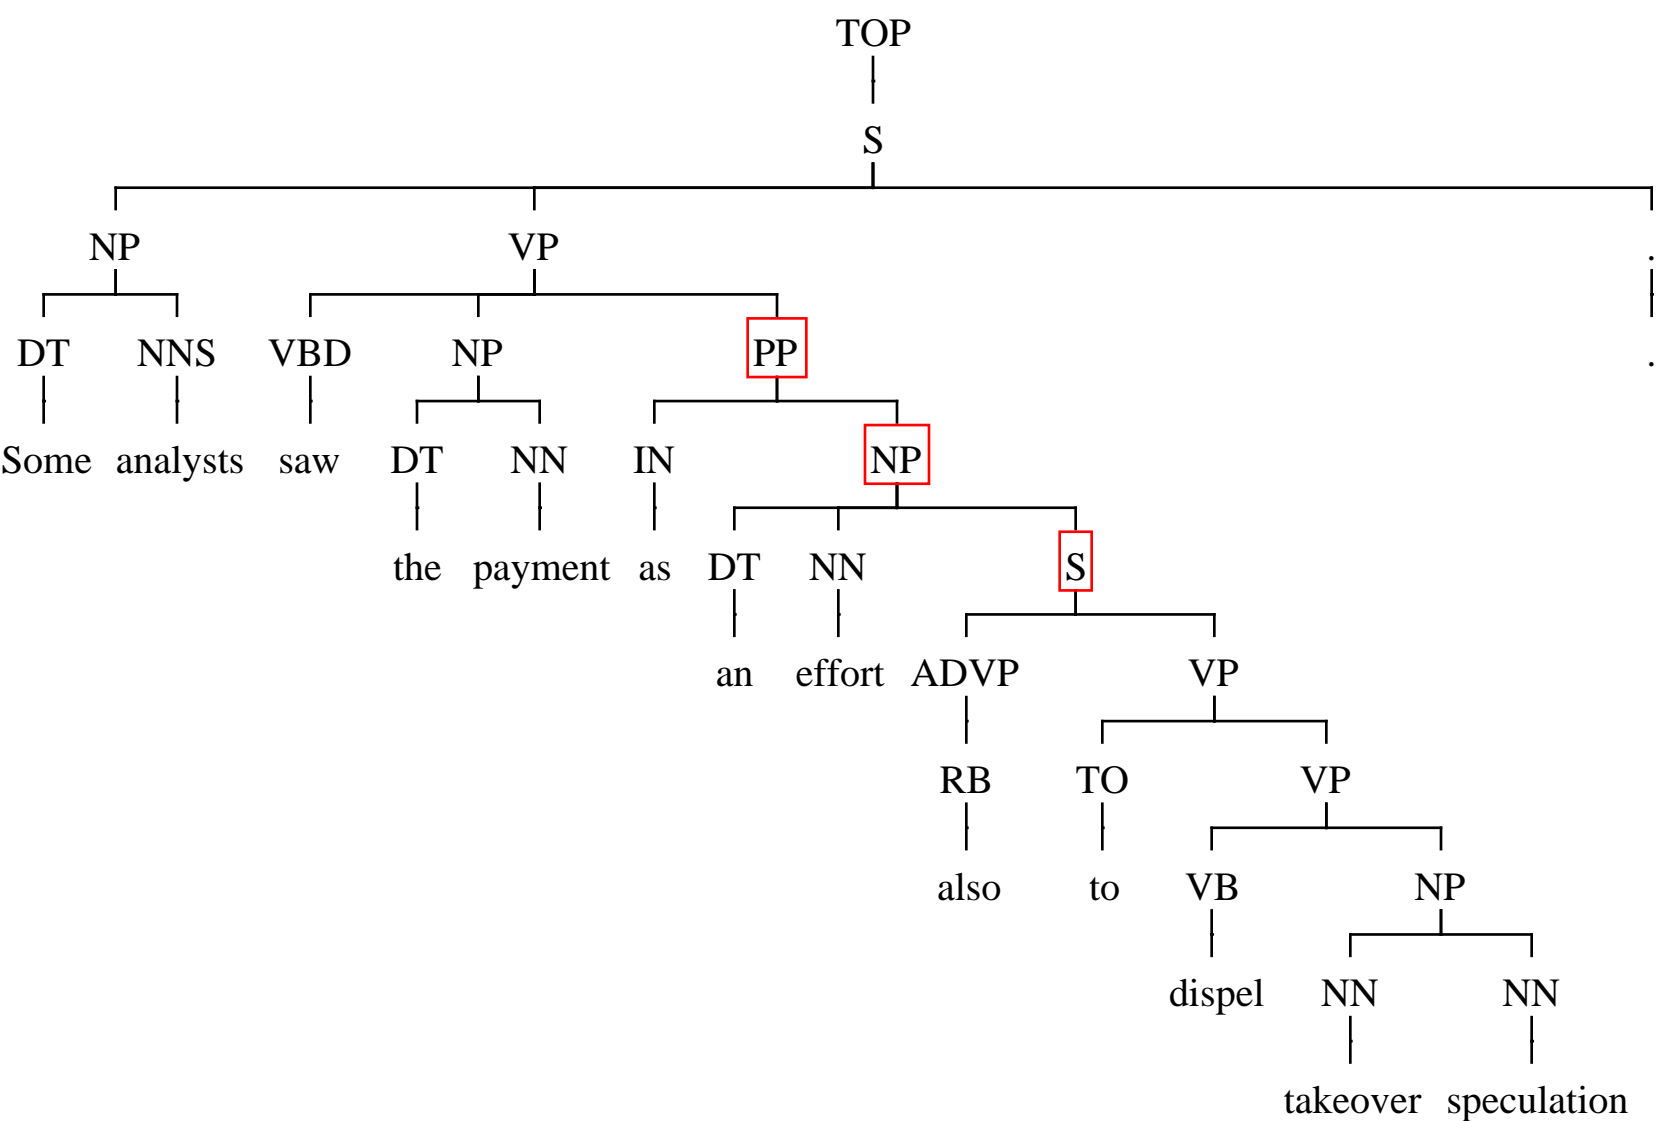 TOP
S
NP VP .
DT NNS VBD NP PP .
Some analysts saw DT NN IN NP
the payment as DT NN S
an effort ADVP VP
RB TO VP
also to VB NP
dispel NN NN
takeover speculation